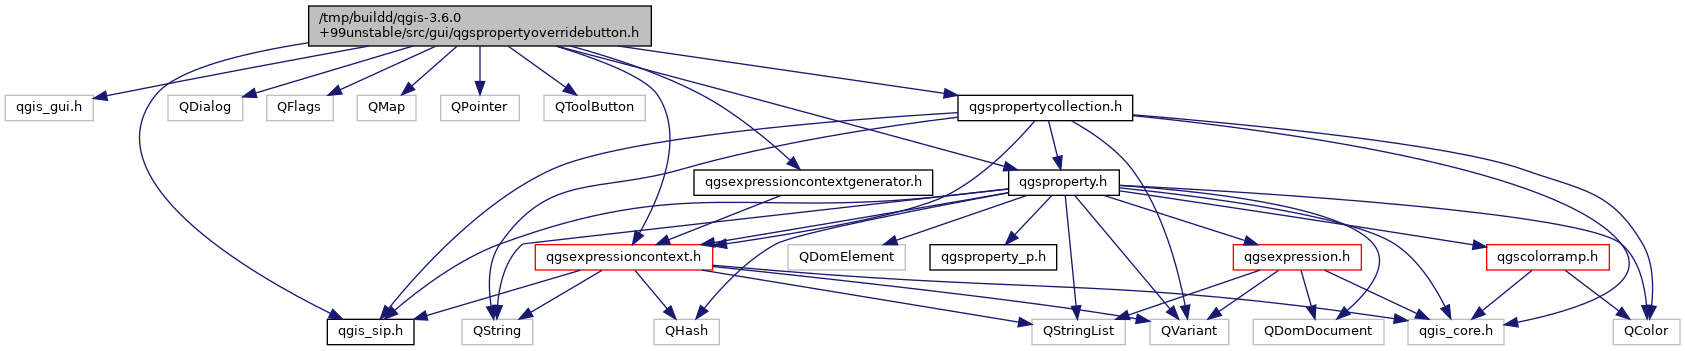 /tmp/buildd/qgis-3.6.0
+99unstable/src/gui/qgspropertyoverridebutton.h
qgis_gui.h
QDialog
QFlags
QMap
QPointer
QToolButton
qgspropertycollection.h
qgsexpressioncontextgenerator.h
qgsproperty.h
qgsexpressioncontext.h
QDomElement
qgsproperty_p.h
qgsexpression.h
qgscolorramp.h
qgis_sip.h
QString
QHash
QStringList
QVariant
QDomDocument
qgis_core.h
QColor